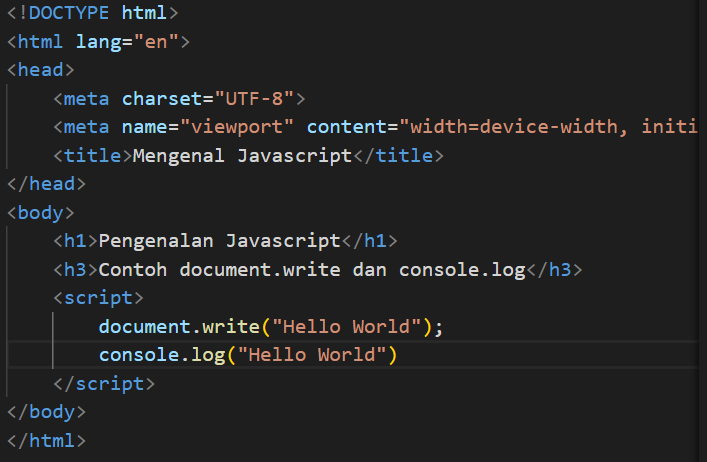 <!DOCTYPE html>
<html lang="en">
<head>
    <meta charset="UTF-8">
    <meta name="viewport" content="width=device-width, initi
    <title>Mengenal Javascript</title>
</head>
<body>
    <h1>Pengenalan Javascript</h1>
    <h3>Contoh document.write dan console.log</h3>
    <script>
        document.write("Hello World");
        console.log("Hello World")
    </script>
</body>
</html>